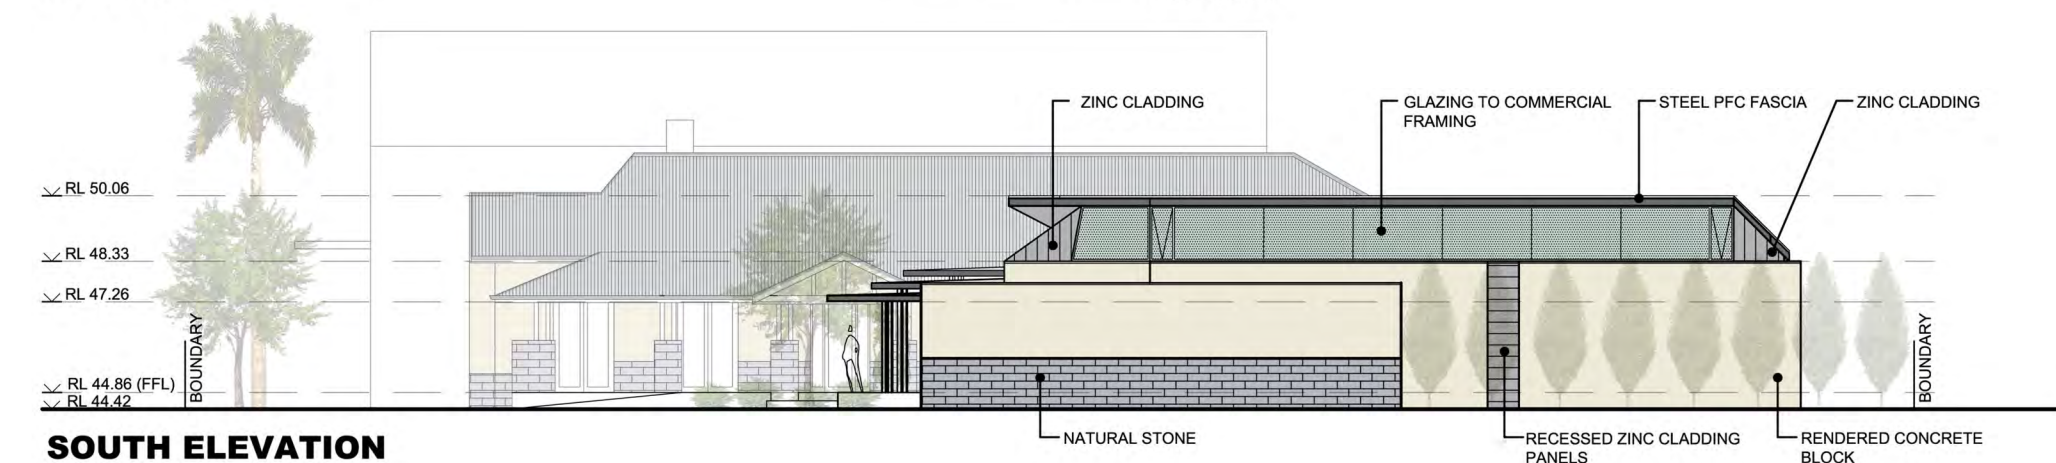 ZINC CLADDING
GLAZING TO COMMERCIAL
FRAMING
STEEL PFC FASCIA
ZINC CLADDING
RL 50.06
RL 48.33
RL 47.26
RL 44.86 (FFL)
RL 44.42
BOUNDARY
BOUNDARY
NATURAL STONE
RECESSED ZINC CLADDING
PANELS
RENDERED CONCRETE
BLOCK
SOUTH ELEVATION